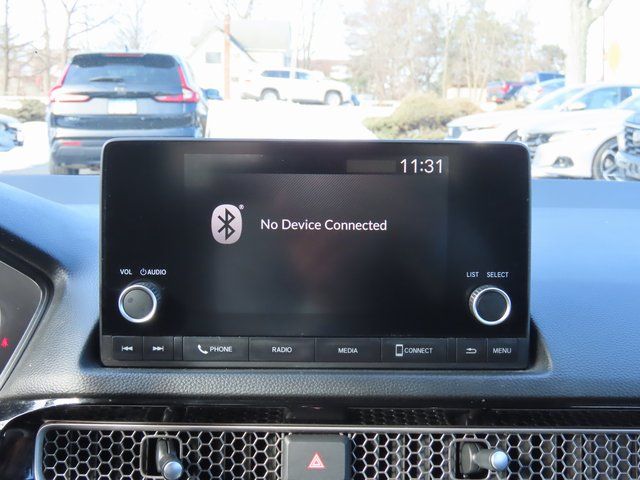 11:31
®
No Device Connected
VOL AUDIO
LIST SELECT
PHONE RADIO MEDIA CONNECT MENU